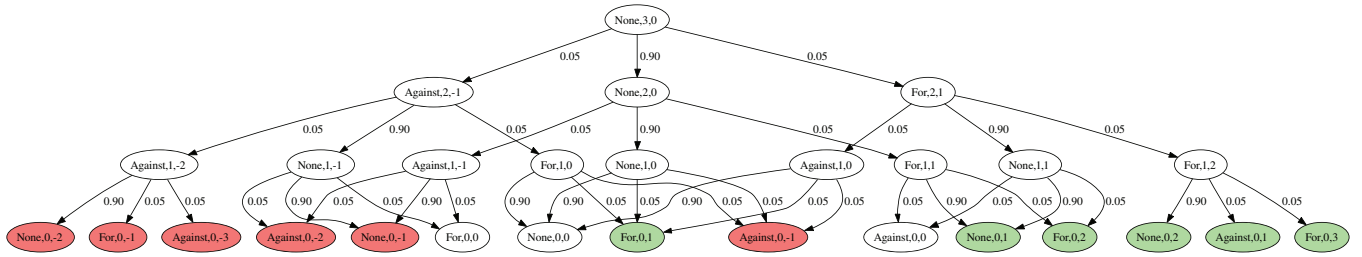 None,3,0
0.05
0.90
0.05
Against,2,-1
None,2,0
For,2,1
0.05
0.90
0.05
0.05
0.90
0.05
0.05
0.90
0.05
Against,1,-2
None,1,-1
Against,1,-1
For,1,0
None,1,0
Against,1,0
For,1,1
None,1,1
For,1,2
0.90
0.05
0.05
0.05
0.90
0.05
0.05
0.90
0.05
0.90
0.05
0.05
0.90
0.05
0.05
0.90
0.05
0.05
0.05
0.90
0.05
0.05
0.90
0.05
0.90
0.05
0.05
None,0,-2
For,0,-1
Against,0,-3
Against,0,-2
None,0,-1
For,0,0
None,0,0
For,0,1
Against,0,-1
Against,0,0
None,0,1
For,0,2
None,0,2
Against,0,1
For,0,3